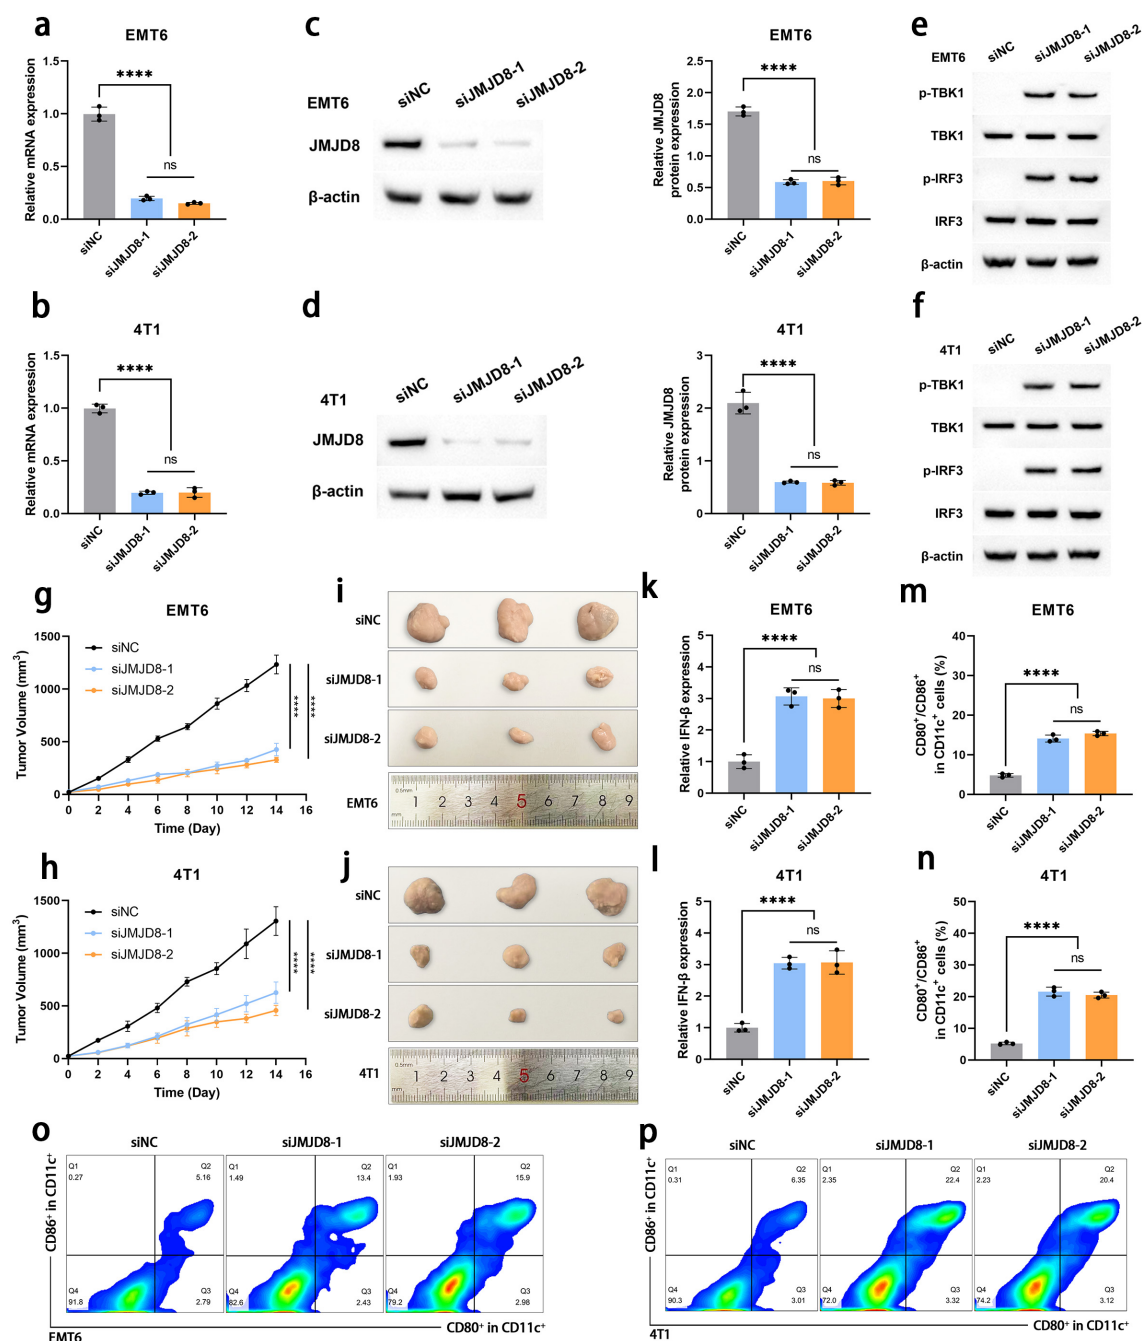 a
EMT6
Relative mRNA expression
1.5
1.0
0.5
0.0
****
ns
siNC
siJMJD8-1
siJMJD8-2
c
siNC
siJMJD8-1
siJMJD8-2
EMT6
JMJD8
β-actin
EMT6
Relative JMJD8
protein expression
2.5
2.0
1.5
1.0
0.5
0.0
****
ns
siNC
siJMJD8-1
siJMJD8-2
e
EMT6
siNC
siJMJD8-1
siJMJD8-2
p-TBK1
TBK1
p-IRF3
IRF3
β-actin
b
4T1
Relative mRNA expression
1.5
1.0
0.5
0.0
****
ns
siNC
siJMJD8-1
siJMJD8-2
d
siNC
siJMJD8-1
siJMJD8-2
4T1
JMJD8
β-actin
4T1
Relative JMJD8
protein expression
3
2
1
0
****
ns
siNC
siJMJD8-1
siJMJD8-2
f
4T1
siNC
siJMJD8-1
siJMJD8-2
p-TBK1
TBK1
p-IRF3
IRF3
β-actin
g
EMT6
Tumor Volume (mm³)
1500
1000
500
0
siNC
siJMJD8-1
siJMJD8-2
****
****
0 2 4 6 8 10 12 14 16
Time (Day)
i
siNC
siJMJD8-1
siJMJD8-2
EMT6
0.5mm
mm
1 2 3 4 5 6 7 8 9
k
EMT6
Relative IFN-β expression
5
4
3
2
1
0
****
ns
siNC
siJMJD8-1
siJMJD8-2
m
EMT6
CD80⁺/CD86⁺
in CD11c⁺ cells (%)
40
30
20
10
0
****
ns
siNC
siJMJD8-1
siJMJD8-2
h
4T1
Tumor Volume (mm³)
1500
1000
500
0
siNC
siJMJD8-1
siJMJD8-2
****
****
0 2 4 6 8 10 12 14 16
Time (Day)
j
siNC
siJMJD8-1
siJMJD8-2
4T1
0.5mm
mm
1 2 3 4 5 6 7 8 9
l
4T1
Relative IFN-β expression
5
4
3
2
1
0
****
ns
siNC
siJMJD8-1
siJMJD8-2
n
4T1
CD80⁺/CD86⁺
in CD11c⁺ cells (%)
50
40
30
20
10
0
****
ns
siNC
siJMJD8-1
siJMJD8-2
o
siNC
siJMJD8-1
siJMJD8-2
CD86⁺ in CD11c⁺
Q1
0.27
Q2
5.16
Q4
91.8
Q3
2.79
Q1
1.49
Q2
13.4
Q4
82.6
Q3
2.43
Q1
1.93
Q2
15.9
Q4
79.2
Q3
2.98
EMT6
CD80⁺ in CD11c⁺
p
siNC
siJMJD8-1
siJMJD8-2
CD86⁺ in CD11c⁺
Q1
0.31
Q2
6.35
Q4
90.3
Q3
3.01
Q1
2.35
Q2
22.4
Q4
72.0
Q3
3.32
Q1
2.23
Q2
20.4
Q4
74.2
Q3
3.12
4T1
CD80⁺ in CD11c⁺